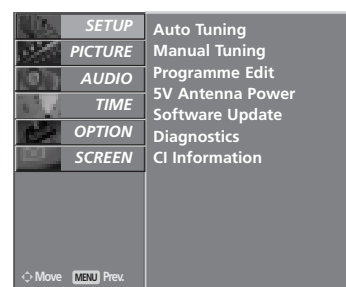 SETUP
PICTURE
AUDIO
TIME
OPTION
SCREEN
Auto Tuning
Manual Tuning
Programme Edit
5V Antenna Power
Software Update
Diagnostics
CI Information
Move MENU Prev.